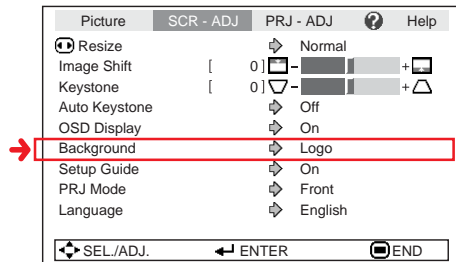 Picture SCR - ADJ PRJ - ADJ ? Help
Resize Normal
Image Shift [ 0 ] - +
Keystone [ 0 ] - +
Auto Keystone Off
OSD Display On
Background Logo
Setup Guide On
PRJ Mode Front
Language English
SEL./ADJ. ENTER END